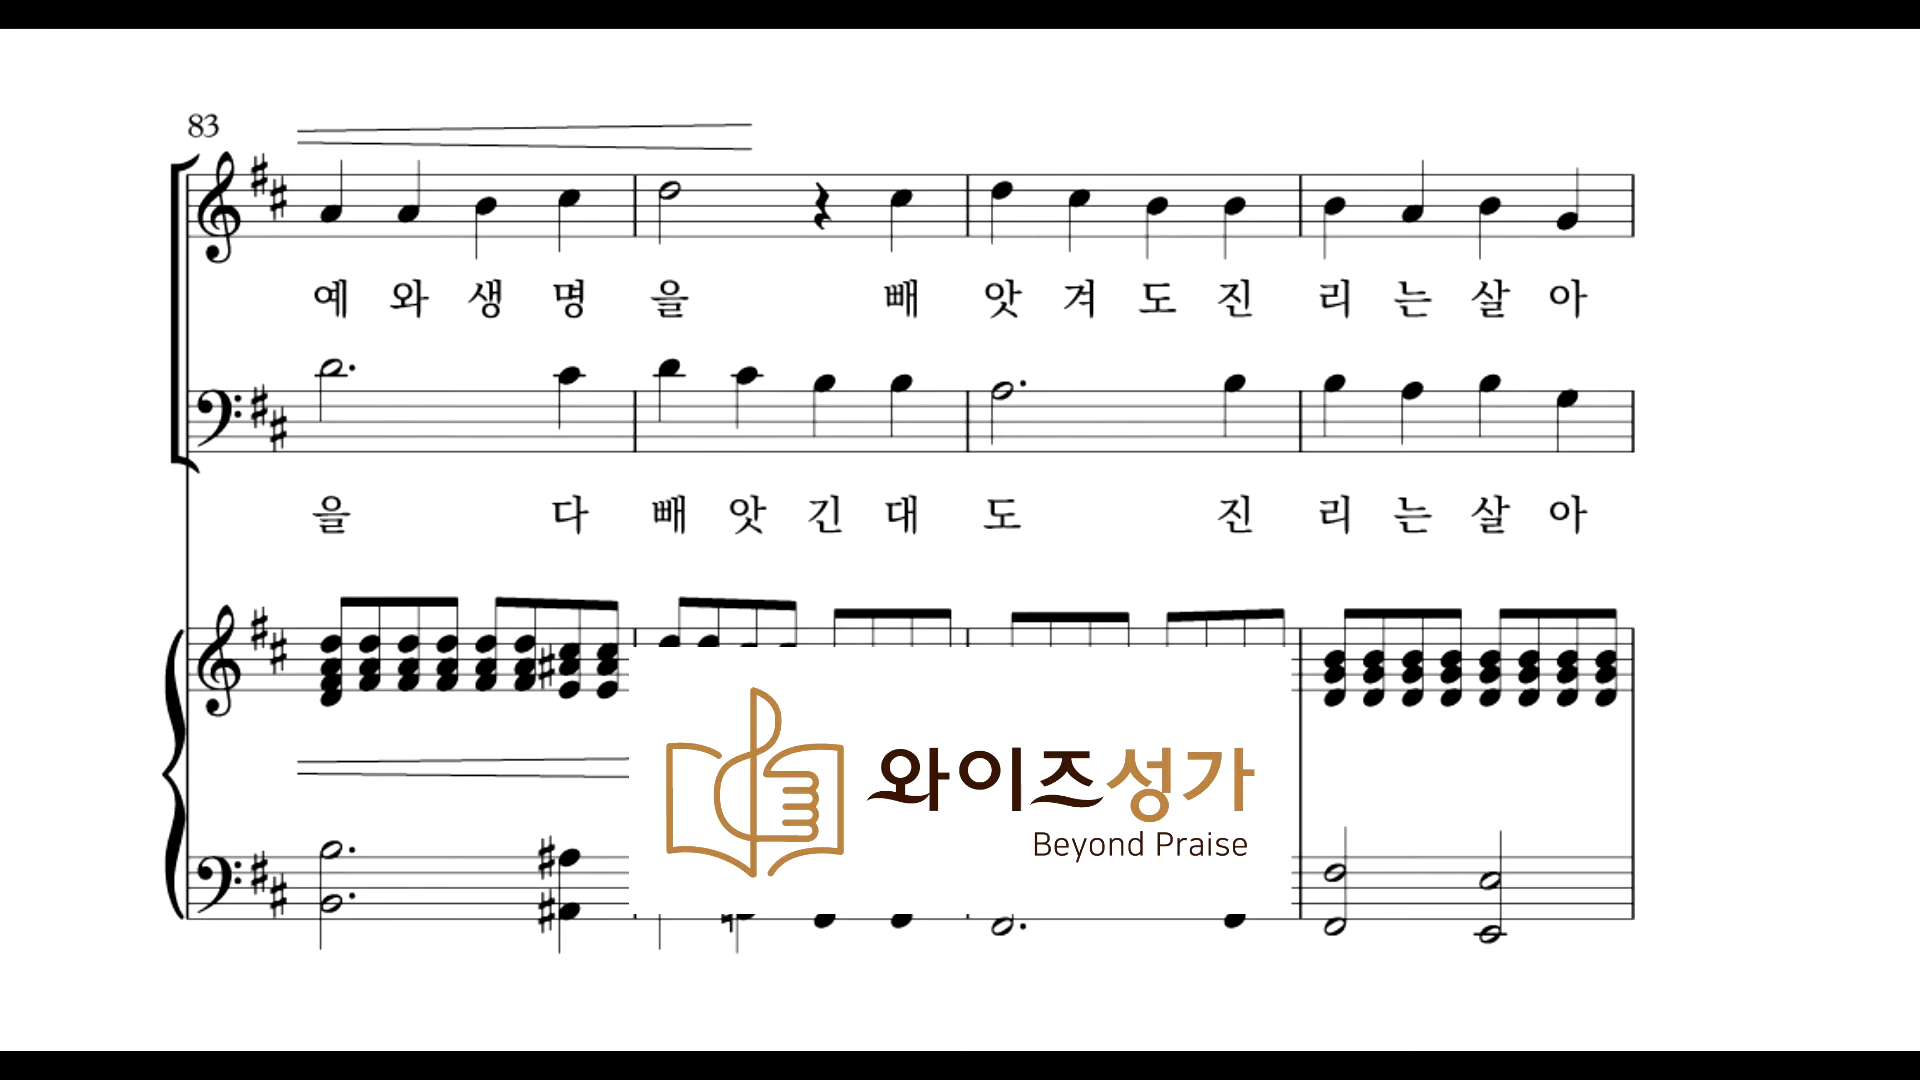 83
예 와 생 명 을 빼 앗 겨 도 진 리 는 살 아
을 다 빼 앗 긴 대 도 진 리 는 살 아
와이즈성가
Beyond Praise